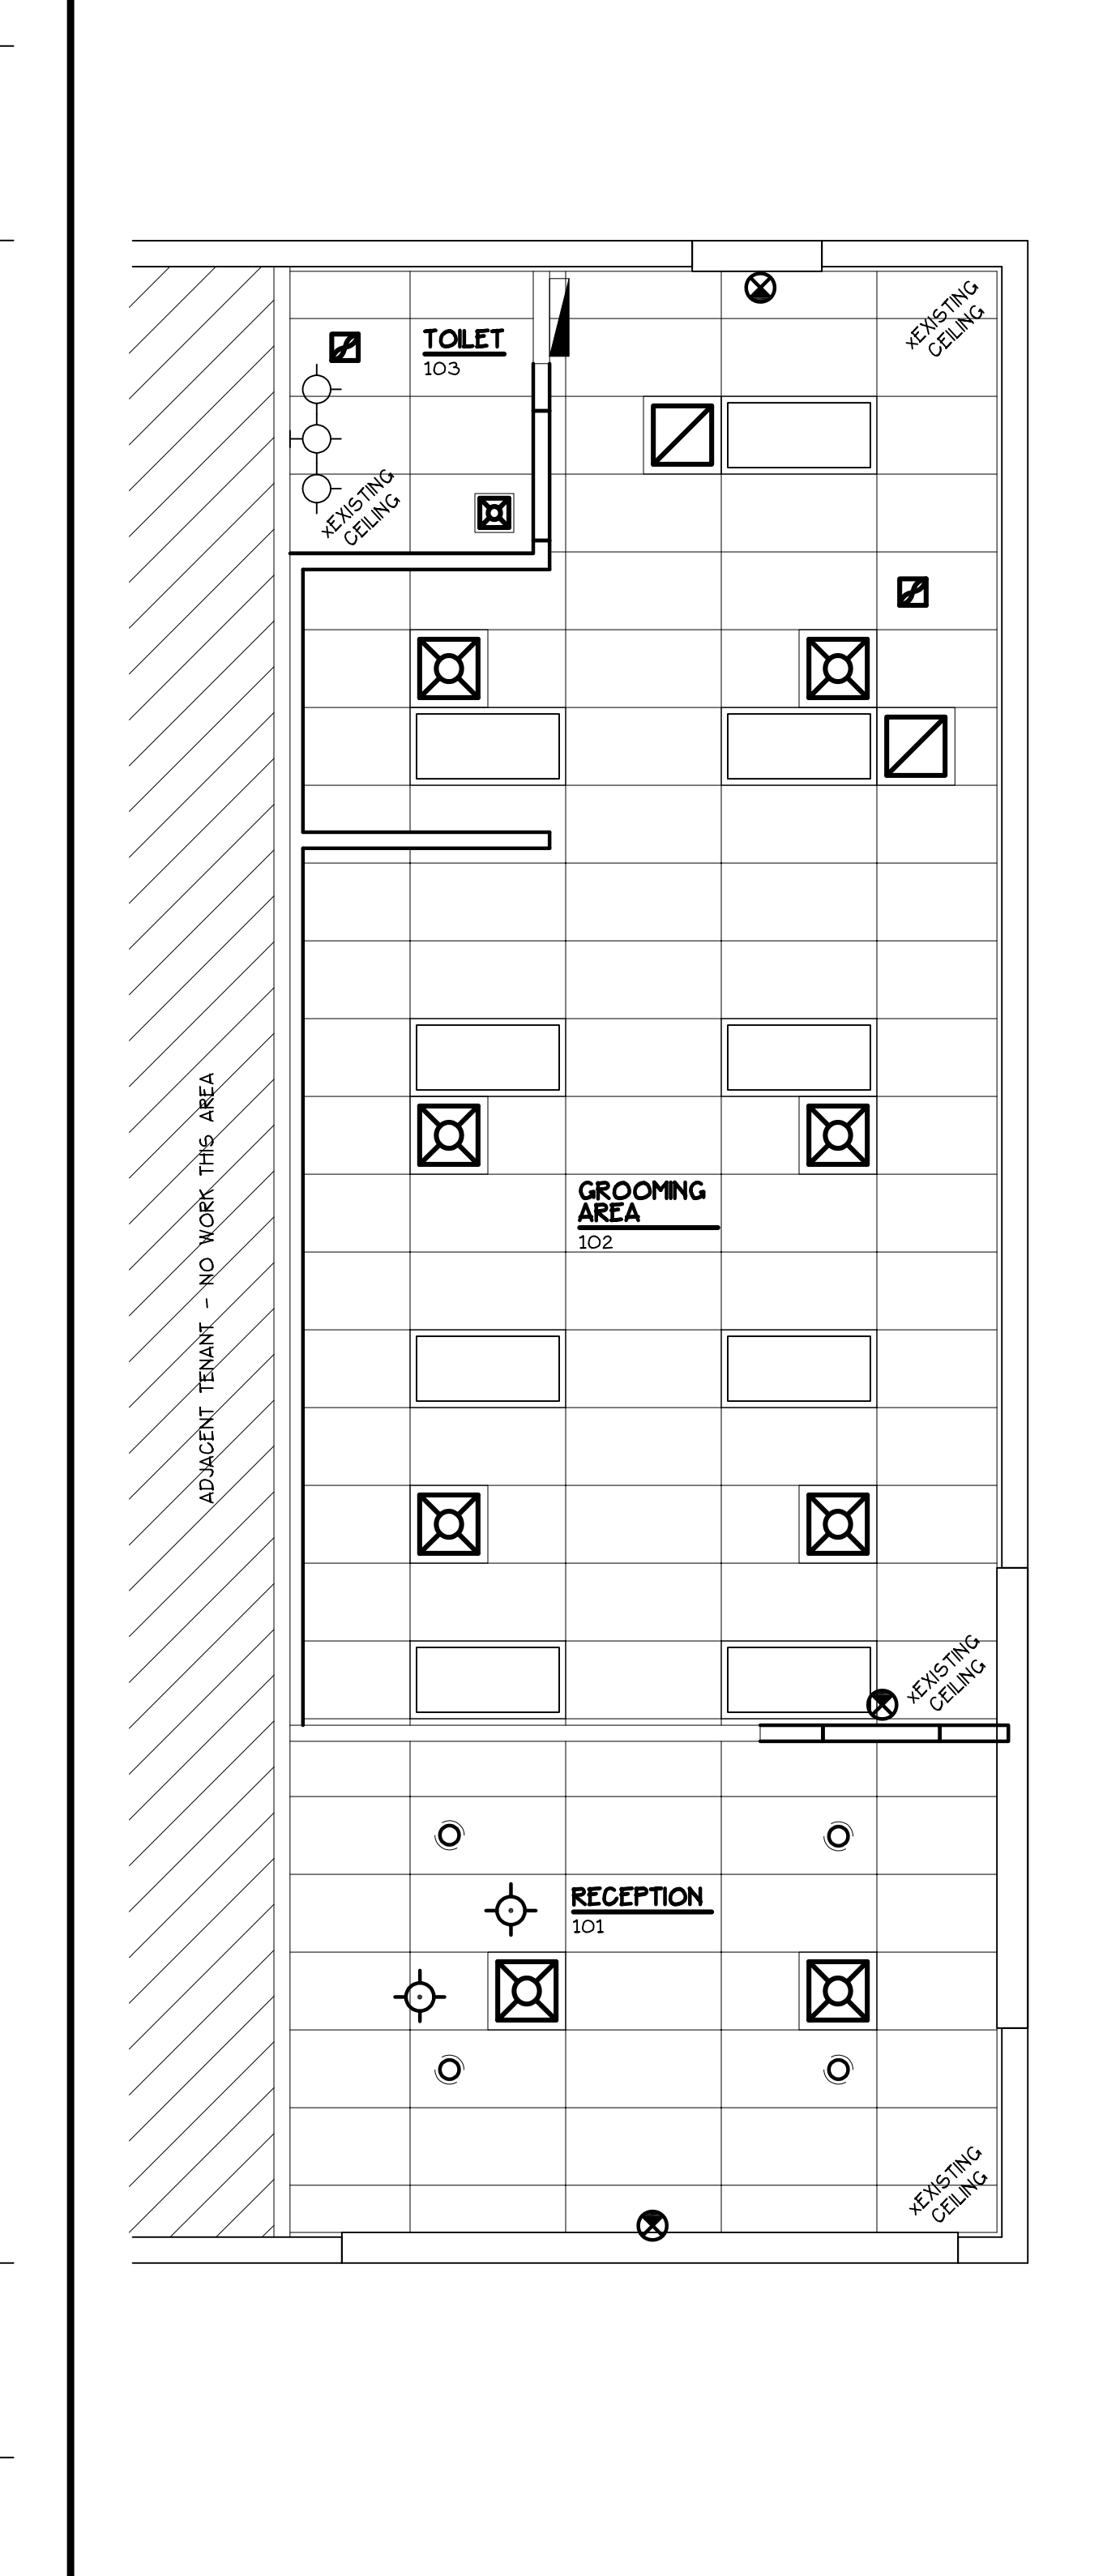 xEXISTING
CEILING
TOILET
103
xEXISTING
CEILING
ADJACENT TENANT - NO WORK THIS AREA
GROOMING
AREA
102
xEXISTING
CEILING
RECEPTION
101
xEXISTING
CEILING